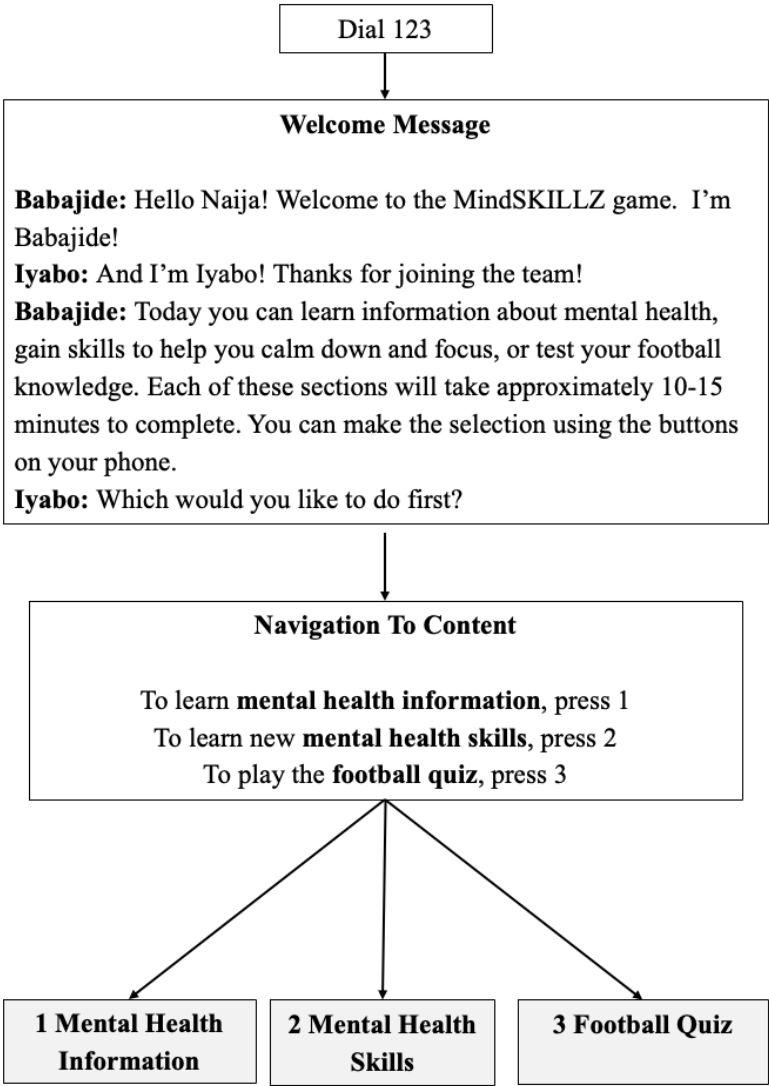 Dial 123
Welcome Message
Babajide: Hello Naija! Welcome to the MindSKILLZ game.  I’m
Babajide!
Iyabo: And I’m Iyabo! Thanks for joining the team!
Babajide: Today you can learn information about mental health,
gain skills to help you calm down and focus, or test your football
knowledge. Each of these sections will take approximately 10-15
minutes to complete. You can make the selection using the buttons
on your phone.
Iyabo: Which would you like to do first?
Navigation To Content
To learn mental health information, press 1
To learn new mental health skills, press 2
To play the football quiz, press 3
1 Mental Health
Information
2 Mental Health
Skills
3 Football Quiz